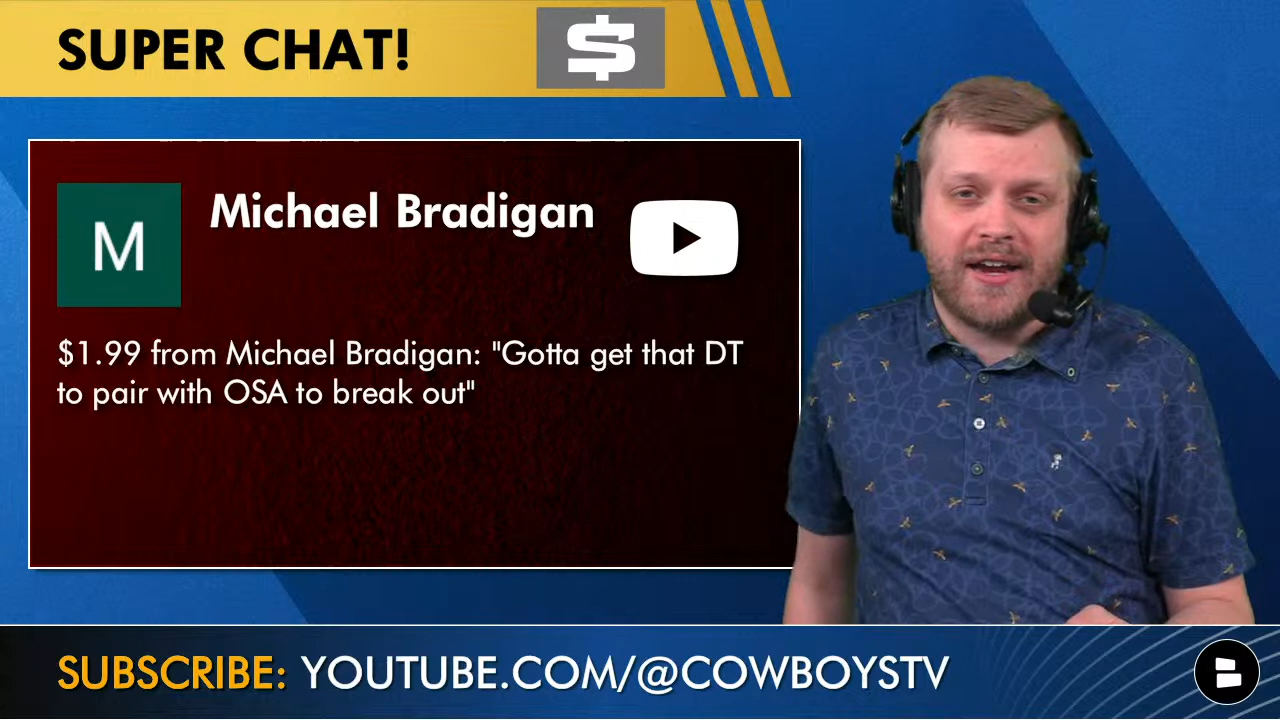 SUPER CHAT!
$
M
Michael Bradigan
$1.99 from Michael Bradigan: "Gotta get that DT
to pair with OSA to break out"
SUBSCRIBE: YOUTUBE.COM/@COWBOYSTV